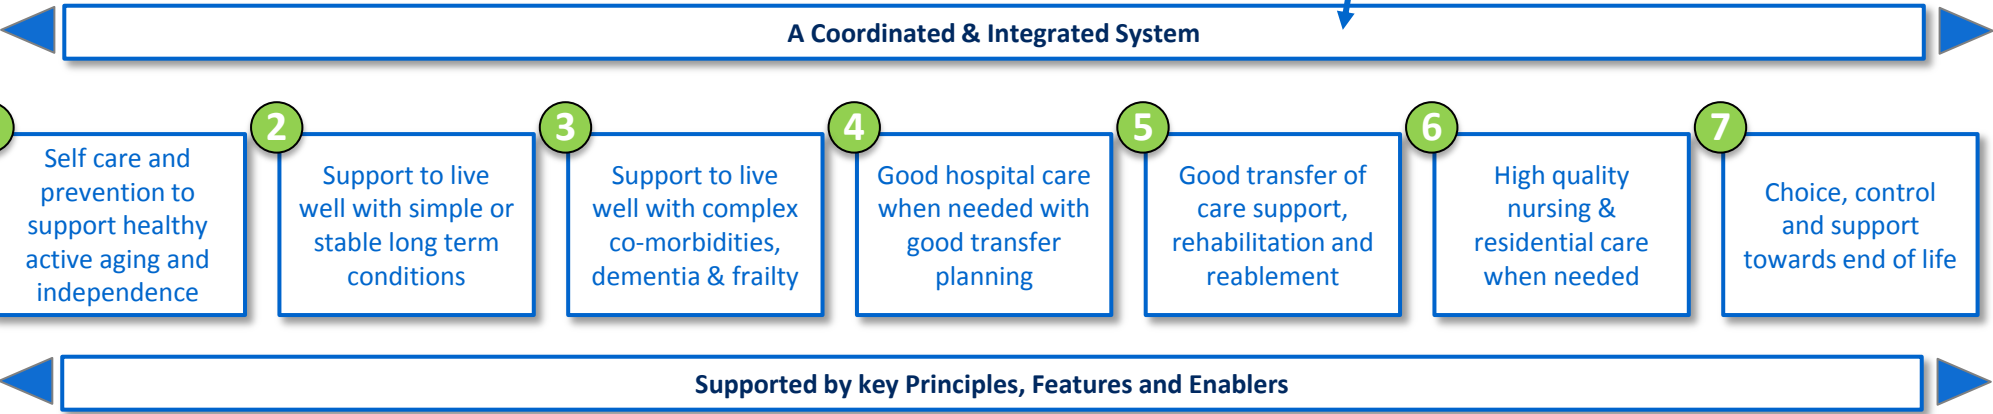 A Coordinated & Integrated System
Self care and
prevention to
support healthy
active aging and
independence
2
Support to live
well with simple or
stable long term
conditions
3
Support to live
well with complex
co-morbidities,
dementia & frailty
4
Good hospital care
when needed with
good transfer
planning
5
Good transfer of
care support,
rehabilitation and
reablement
6
High quality
nursing &
residential care
when needed
7
Choice, control
and support
towards end of life
Supported by key Principles, Features and Enablers